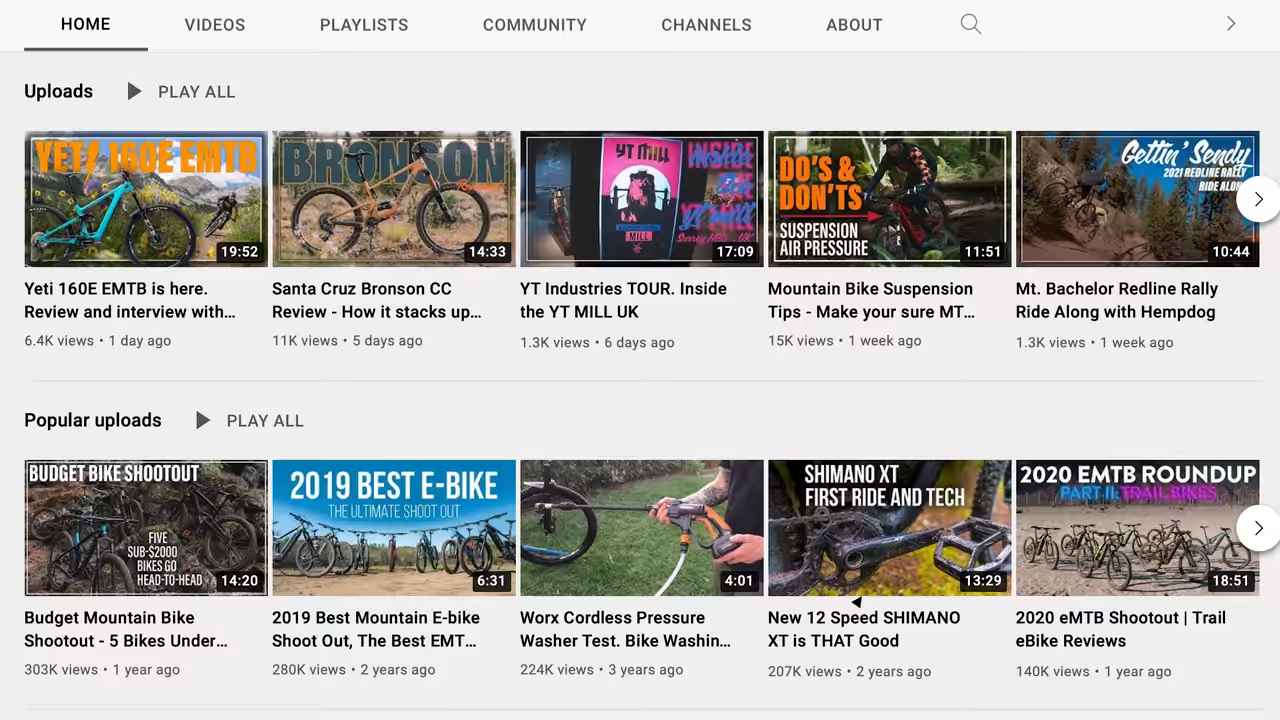 HOME VIDEOS PLAYLISTS COMMUNITY CHANNELS ABOUT
Uploads PLAY ALL
YETI 160E EMTB
19:52
Yeti 160E EMTB is here.
Review and interview with…
6.4K views • 1 day ago
BRONSON
14:33
Santa Cruz Bronson CC
Review - How it stacks up…
11K views • 5 days ago
YT MILL
MILL
INSIDE
the
YT MILL
17:09
YT Industries TOUR. Inside
the YT MILL UK
1.3K views • 6 days ago
DO'S &
DON'TS
SUSPENSION
AIR PRESSURE
11:51
Mountain Bike Suspension
Tips - Make your sure MT…
15K views • 1 week ago
Gettin' Sendy
2021 REDLINE RALLY
RIDE ALONG
10:44
Mt. Bachelor Redline Rally
Ride Along with Hempdog
1.3K views • 1 week ago
Popular uploads PLAY ALL
BUDGET BIKE SHOOTOUT
FIVE
SUB-$2000
BIKES GO
HEAD-TO-HEAD
14:20
Budget Mountain Bike
Shootout - 5 Bikes Under…
303K views • 1 year ago
2019 BEST E-BIKE
THE ULTIMATE SHOOT OUT
6:31
2019 Best Mountain E-bike
Shoot Out, The Best EMT…
280K views • 2 years ago
4:01
Worx Cordless Pressure
Washer Test. Bike Washin…
224K views • 3 years ago
SHIMANO XT
FIRST RIDE AND TECH
13:29
New 12 Speed SHIMANO
XT is THAT Good
207K views • 2 years ago
2020 EMTB ROUNDUP
PART II: TRAIL BIKES
18:51
2020 eMTB Shootout | Trail
eBike Reviews
140K views • 1 year ago